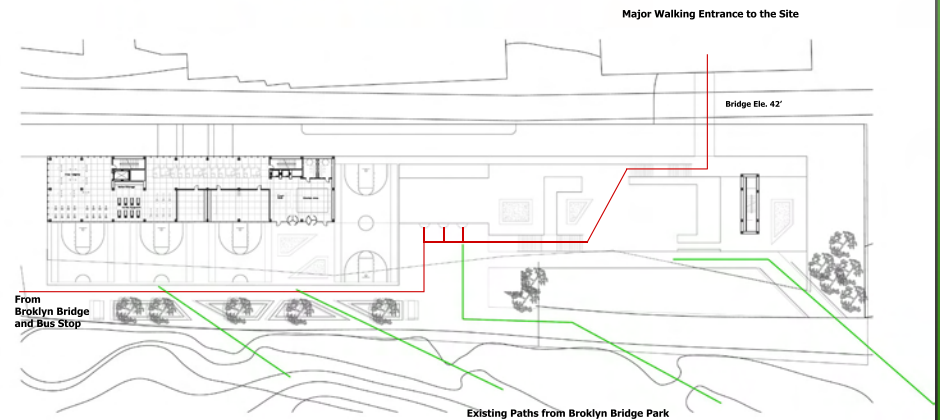 Major Walking Entrance to the Site
Bridge Ele. 42'
From
Broklyn Bridge
and Bus Stop
Existing Paths from Broklyn Bridge Park